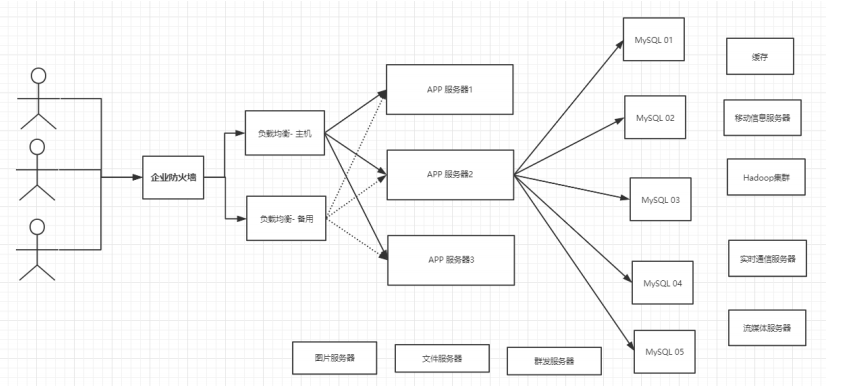 企业防火墙
负载均衡- 主机
负载均衡- 备用
APP 服务器1
APP 服务器2
APP 服务器3
MySQL 01
MySQL 02
MySQL 03
MySQL 04
MySQL 05
缓存
移动信息服务器
Hadoop集群
实时通信服务器
流媒体服务器
图片服务器
文件服务器
群发服务器